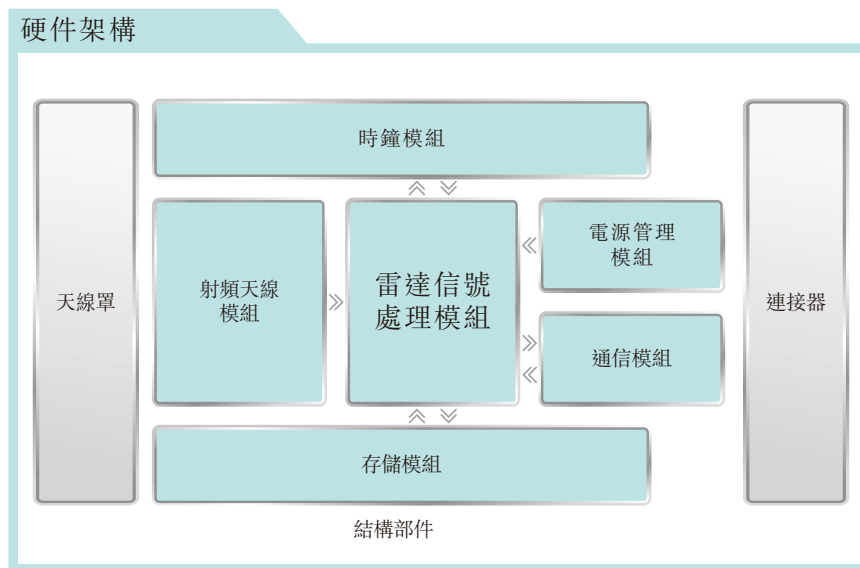 硬件架構
時鐘模組
天線罩
射頻天線
模組
雷達信號
處理模組
電源管理
模組
通信模組
連接器
存儲模組
結構部件